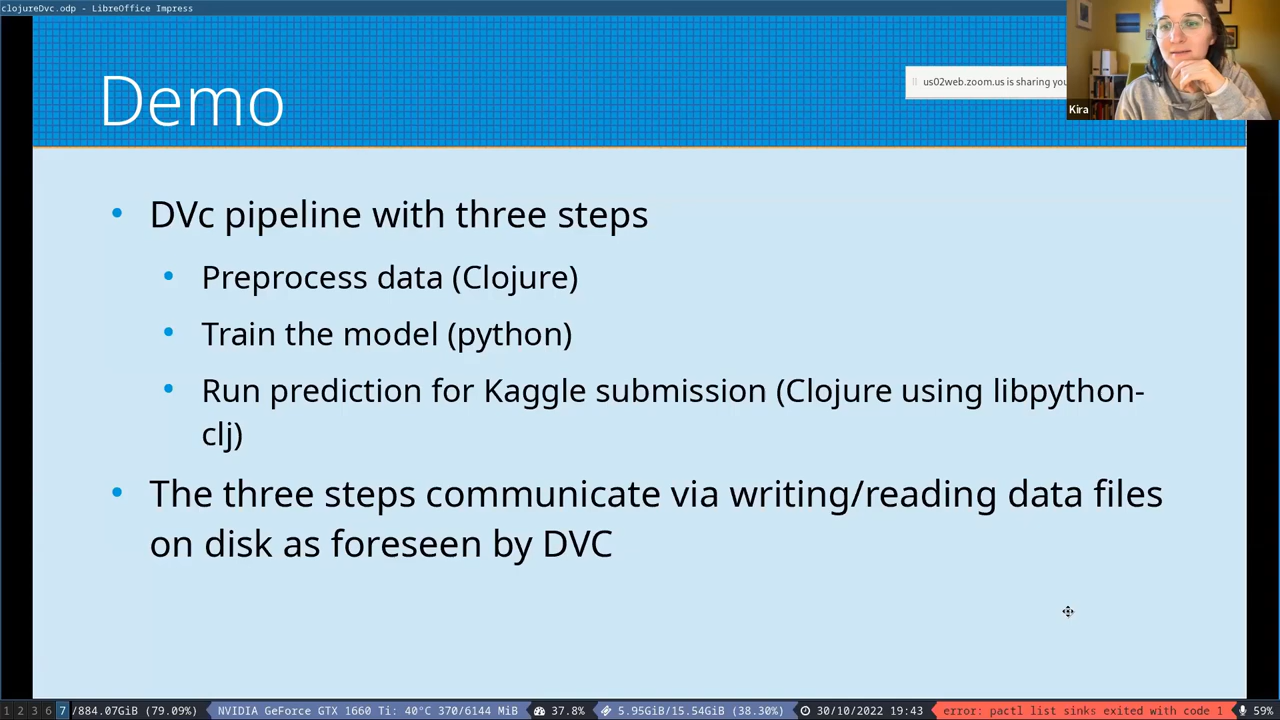 clojureDvc.odp - LibreOffice Impress
Demo
us02web.zoom.us is sharing you
Kira
DVc pipeline with three steps
Preprocess data (Clojure)
Train the model (python)
Run prediction for Kaggle submission (Clojure using libpython-
clj)
The three steps communicate via writing/reading data files
on disk as foreseen by DVC
1 2 3 6 7 /884.07GiB (79.09%) NVIDIA GeForce GTX 1660 Ti: 40°C 370/6144 MiB 37.8% 5.95GiB/15.54GiB (38.30%) 30/10/2022 19:43 error: pactl list sinks exited with code 1 59%